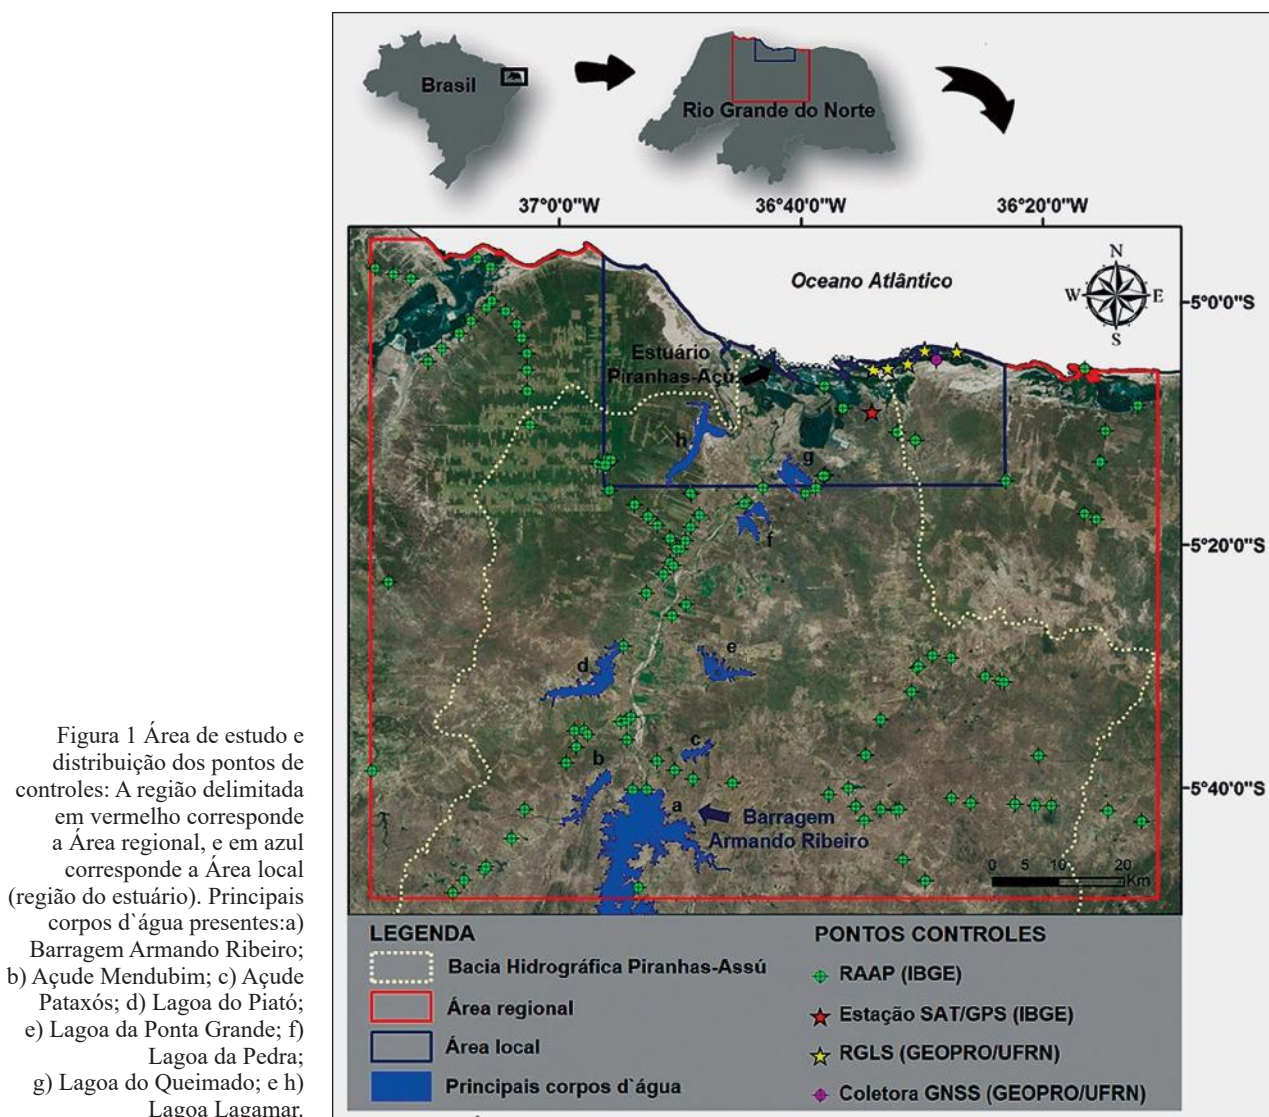 Brasil
Rio Grande do Norte
37°0'0"W
36°40'0"W
36°20'0"W
Oceano Atlântico
N
W
E
S
5°0'0"S
Estuário
Piranhas-Açú
h
g
f
5°20'0"S
e
d
c
b
a
Barragem
Armando Ribeiro
5°40'0"S
0 5 10 20
Km
LEGENDA
Bacia Hidrográfica Piranhas-Assú
Área regional
Área local
Principais corpos d`água
PONTOS CONTROLES
RAAP (IBGE)
Estação SAT/GPS (IBGE)
RGLS (GEOPRO/UFRN)
Coletora GNSS (GEOPRO/UFRN)
Figura 1 Área de estudo e
distribuição dos pontos de
controles: A região delimitada
em vermelho corresponde
a Área regional, e em azul
corresponde a Área local
(região do estuário). Principais
corpos d`água presentes:a)
Barragem Armando Ribeiro;
b) Açude Mendubim; c) Açude
Pataxós; d) Lagoa do Piató;
e) Lagoa da Ponta Grande; f)
Lagoa da Pedra;
g) Lagoa do Queimado; e h)
Lagoa Lagamar.